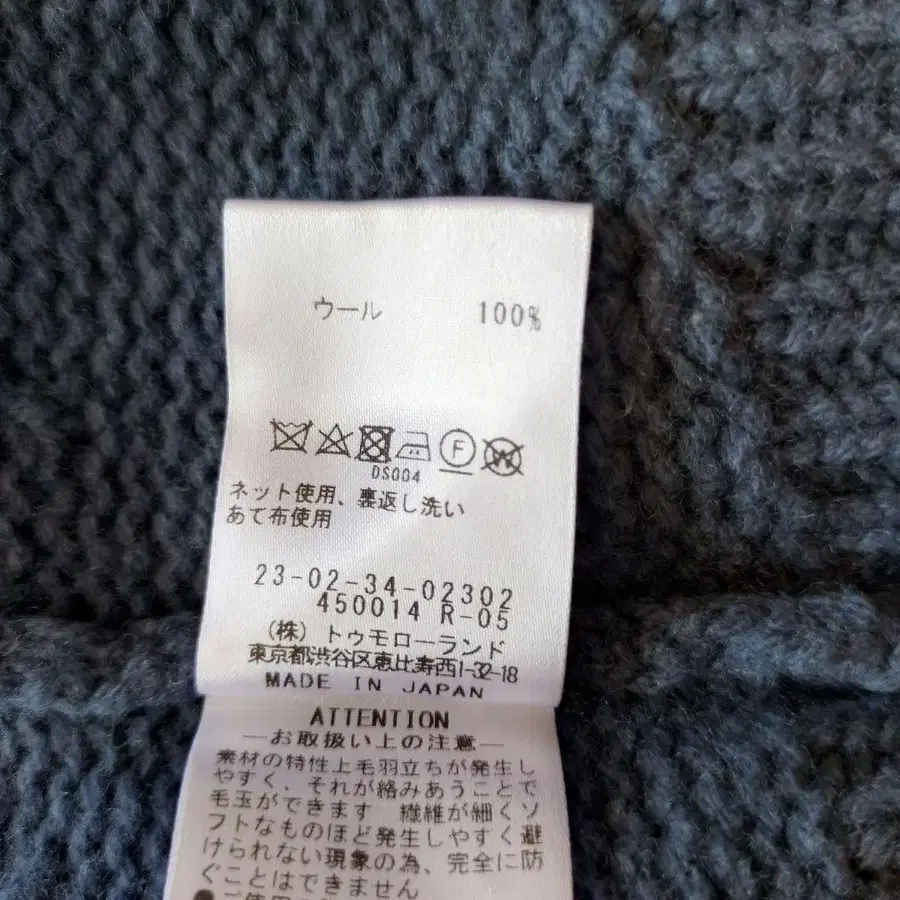 ウール 100%
F W
DS004
ネット使用、裏返し洗い
あて布使用
23-02-34-02302
450014 R-05
(株) トゥモローランド
東京都渋谷区恵比寿西1-32-18
MADE IN JAPAN
ATTENTION
―お取扱い上の注意―
素材の特性上毛羽立ちが発生し
やすく、それが絡みあうことで
毛玉ができます 繊維が細くソ
フトなものほど発生しやすく避
けられない現象の為、完全に防
ぐことはできません
●ご使用